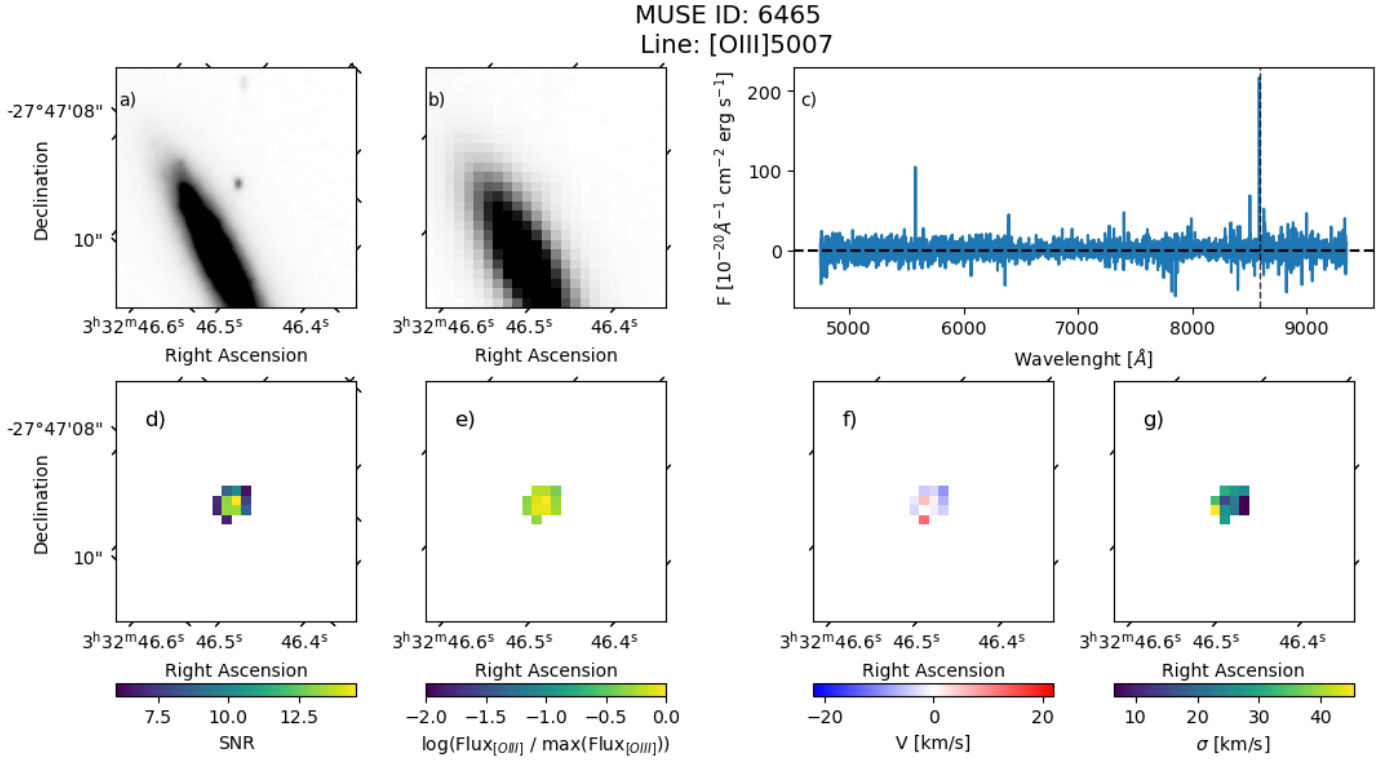 MUSE ID: 6465
Line: [OIII]5007
a)
-27°47'08"
10"
Declination
3ʰ32ᵐ46.6ˢ 46.5ˢ 46.4ˢ
Right Ascension
b)
3ʰ32ᵐ46.6ˢ 46.5ˢ 46.4ˢ
Right Ascension
c)
F [10⁻²⁰Å⁻¹ cm⁻² erg s⁻¹]
200
100
0
5000 6000 7000 8000 9000
Wavelenght [Å]
d)
-27°47'08"
10"
Declination
3ʰ32ᵐ46.6ˢ 46.5ˢ 46.4ˢ
Right Ascension
7.5 10.0 12.5
SNR
e)
3ʰ32ᵐ46.6ˢ 46.5ˢ 46.4ˢ
Right Ascension
−2.0 −1.5 −1.0 −0.5 0.0
log(Flux[OIII] / max(Flux[OIII]))
f)
3ʰ32ᵐ46.6ˢ 46.5ˢ 46.4ˢ
Right Ascension
−20 0 20
V [km/s]
g)
3ʰ32ᵐ46.6ˢ 46.5ˢ 46.4ˢ
Right Ascension
10 20 30 40
σ [km/s]